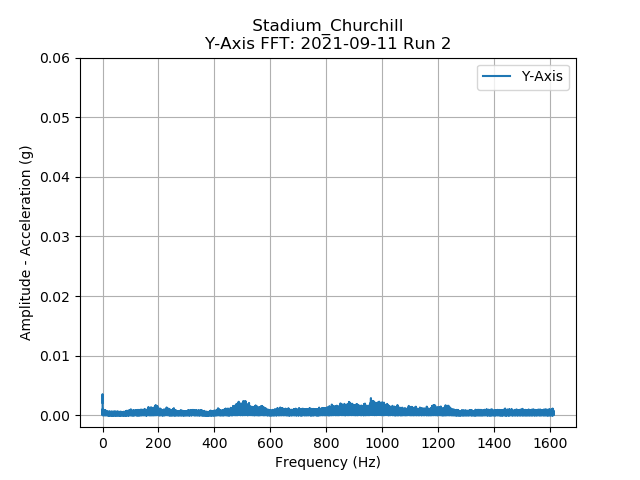 Stadium_Churchill
Y-Axis FFT: 2021-09-11 Run 2
Y-Axis
0.06
0.05
0.04
0.03
0.02
0.01
0.00
Amplitude - Acceleration (g)
0 200 400 600 800 1000 1200 1400 1600
Frequency (Hz)